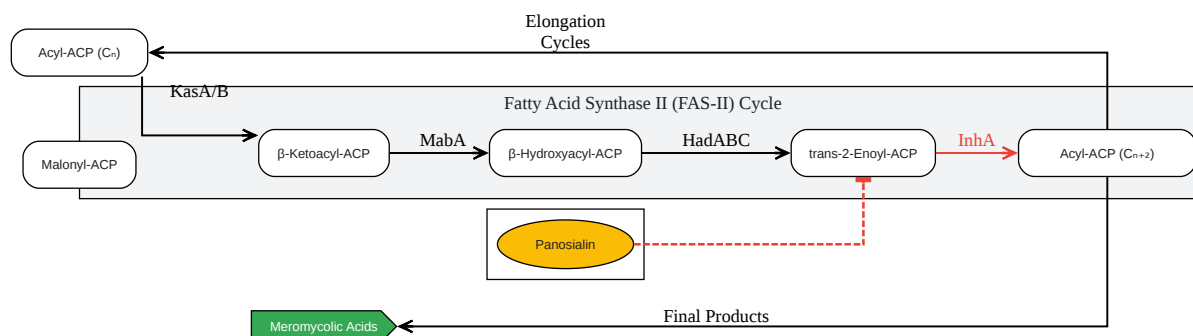 Elongation
Cycles
Acyl-ACP (Cₙ)
KasA/B
Fatty Acid Synthase II (FAS-II) Cycle
Malonyl-ACP
β-Ketoacyl-ACP
MabA
β-Hydroxyacyl-ACP
HadABC
trans-2-Enoyl-ACP
InhA
Acyl-ACP (Cₙ₊₂)
Panosialin
Final Products
Meromycolic Acids